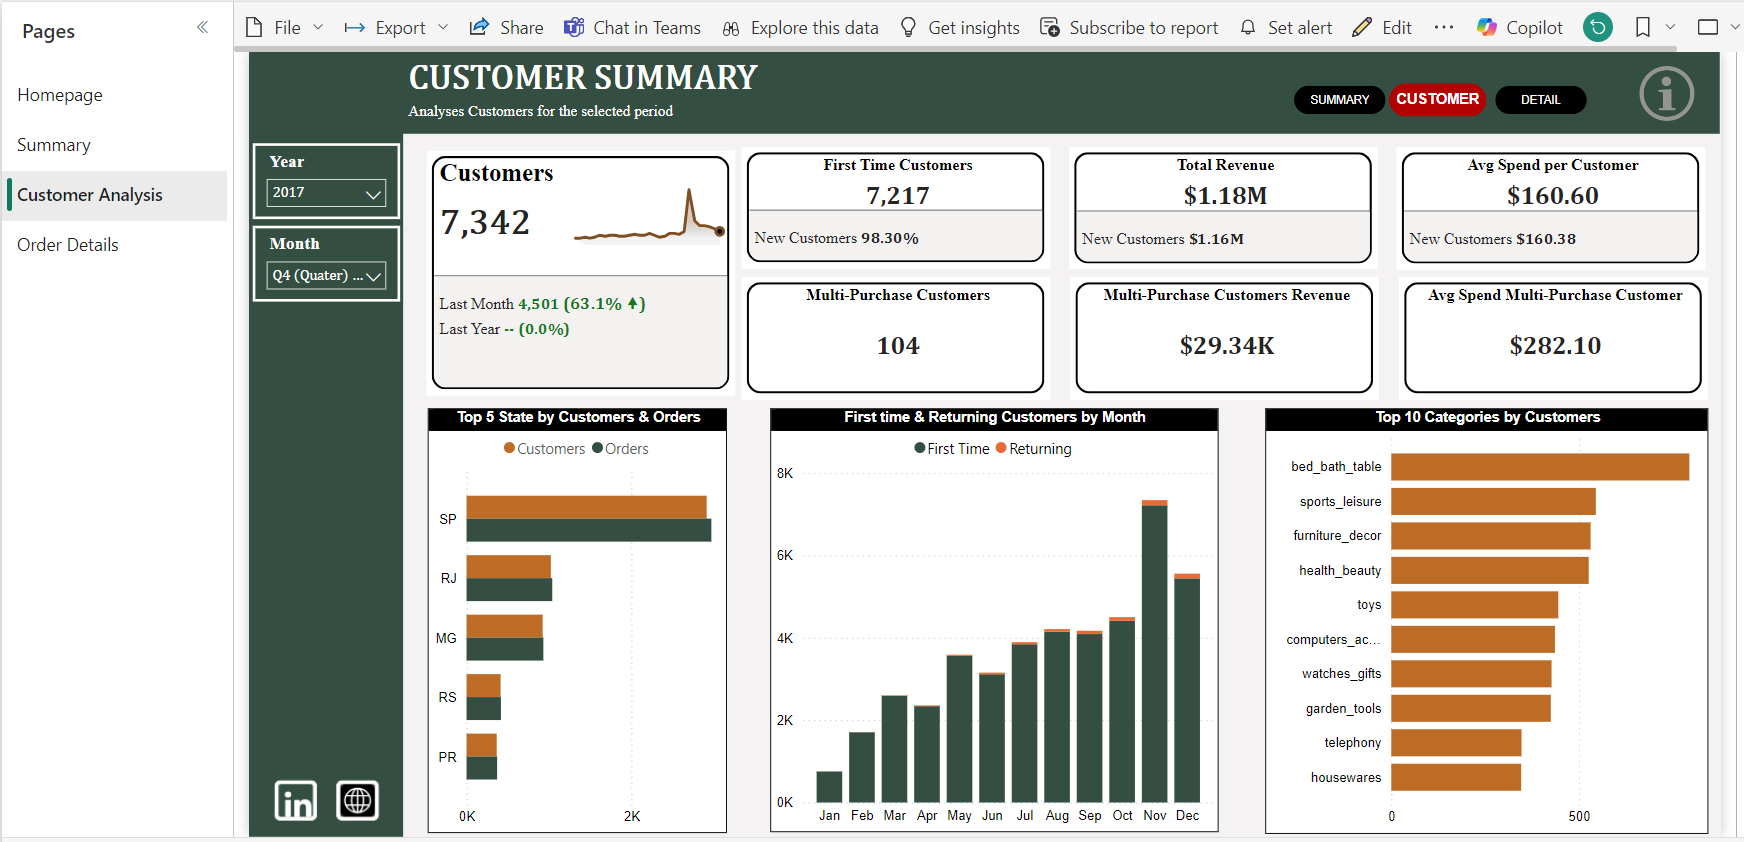 Pages
Homepage
Summary
Customer Analysis
Order Details
File
Export
Share
Chat in Teams
Explore this data
Get insights
Subscribe to report
Set alert
Edit
Copilot
CUSTOMER SUMMARY
Analyses Customers for the selected period
SUMMARY
CUSTOMER
DETAIL
Year
2017
Month
Q4 (Quater) ...
Customers
7,342
Last Month 4,501 (63.1% )
Last Year -- (0.0%)
First Time Customers
7,217
New Customers 98.30%
Total Revenue
$1.18M
New Customers $1.16M
Avg Spend per Customer
$160.60
New Customers $160.38
Multi-Purchase Customers
104
Multi-Purchase Customers Revenue
$29.34K
Avg Spend Multi-Purchase Customer
$282.10
Top 5 State by Customers & Orders
Customers Orders
SP
RJ
MG
RS
PR
0K 2K
First time & Returning Customers by Month
First Time Returning
8K
6K
4K
2K
0K
Jan Feb Mar Apr May Jun Jul Aug Sep Oct Nov Dec
Top 10 Categories by Customers
bed_bath_table
sports_leisure
furniture_decor
health_beauty
toys
computers_ac...
watches_gifts
garden_tools
telephony
housewares
0 500
in